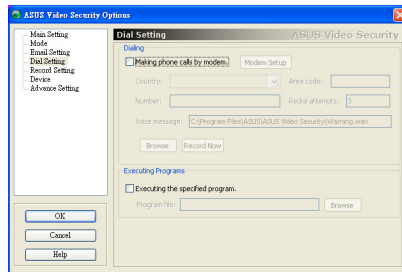 ASUS Video Security Options
Main Setting
Mode
Email Setting
Dial Setting
Record Setting
Device
Advance Setting
OK
Cancel
Help
Dial Setting
ASUS Video Security
Dialing
Making phone calls by modem.
Modem Setup
Country:
Area code:
Number:
Redial attempts: 3
Voice message: C:\Program Files\ASUS\ASUS Video Security\Warning.wav
Browse
Record Now
Executing Programs
Executing the specified program.
Program file:
Browse